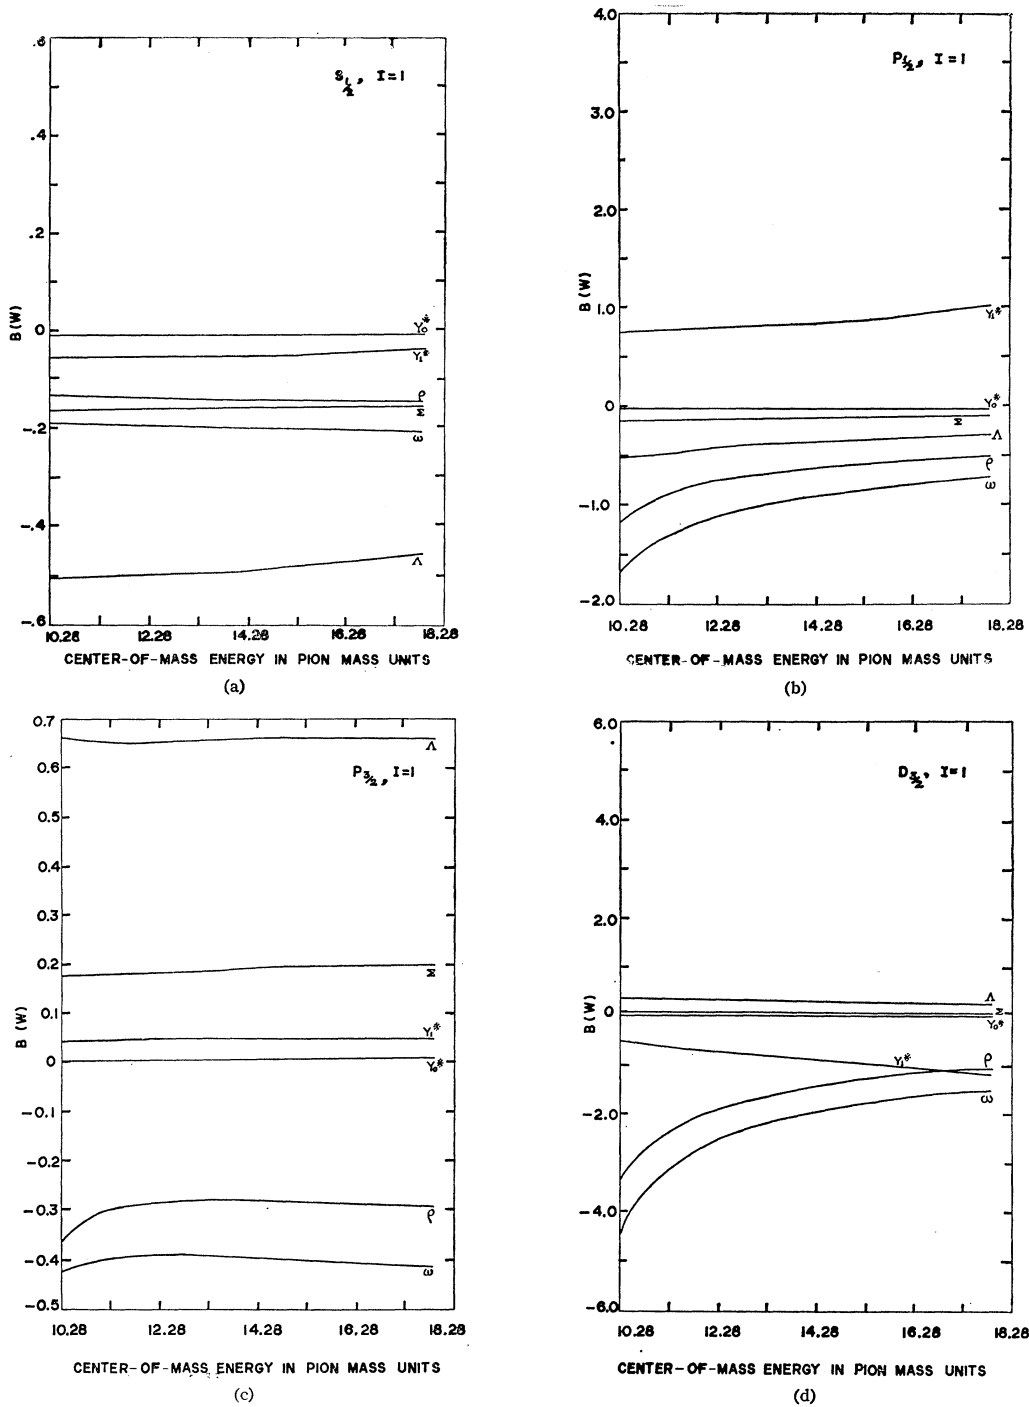 S1/2, I=1
.6
.4
.2
0
-.2
-.4
-.6
B(W)
Y0*
Y1*
ρ
Σ
ω
Λ
10.28 12.28 14.28 16.28 18.28
CENTER-OF-MASS ENERGY IN PION MASS UNITS
(a)
P1/2, I=1
4.0
3.0
2.0
1.0
0
-1.0
-2.0
B(W)
Y1*
Y0*
Σ
Λ
ρ
ω
10.28 12.28 14.28 16.28 18.28
CENTER-OF-MASS ENERGY IN PION MASS UNITS
(b)
P3/2, I=1
0.7
0.6
0.5
0.4
0.3
0.2
0.1
0
-0.1
-0.2
-0.3
-0.4
-0.5
B(W)
Λ
Σ
Y1*
Y0*
ρ
ω
10.28 12.28 14.28 16.28 18.28
CENTER-OF-MASS ENERGY IN PION MASS UNITS
(c)
D3/2, I=1
6.0
4.0
2.0
0
-2.0
-4.0
-6.0
B(W)
Λ
Σ
Y0*
Y1*
ρ
ω
10.28 12.28 14.28 16.28 18.28
CENTER-OF-MASS ENERGY IN PION MASS UNITS
(d)